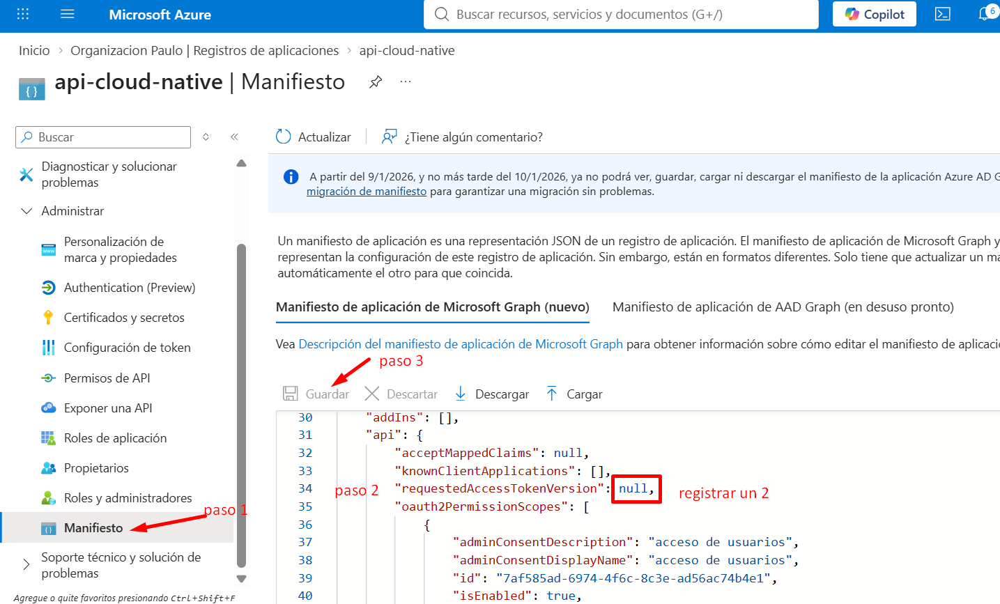 Microsoft Azure
Buscar recursos, servicios y documentos (G+/)
Copilot
6
Inicio > Organizacion Paulo | Registros de aplicaciones > api-cloud-native
api-cloud-native | Manifiesto
Buscar
Diagnosticar y solucionar
problemas
Administrar
Personalización de
marca y propiedades
Authentication (Preview)
Certificados y secretos
Configuración de token
Permisos de API
Exponer una API
Roles de aplicación
Propietarios
Roles y administradores
paso 1
Manifiesto
Soporte técnico y solución de
problemas
Agregue o quite favoritos presionando Ctrl+Shift+F
Actualizar
¿Tiene algún comentario?
A partir del 9/1/2026, y no más tarde del 10/1/2026, ya no podrá ver, guardar, cargar ni descargar el manifiesto de la aplicación Azure AD G
migración de manifiesto para garantizar una migración sin problemas.
Un manifiesto de aplicación es una representación JSON de un registro de aplicación. El manifiesto de aplicación de Microsoft Graph y
representan la configuración de este registro de aplicación. Sin embargo, están en formatos diferentes. Solo tiene que actualizar un ma
automáticamente el otro para que coincida.
Manifiesto de aplicación de Microsoft Graph (nuevo) Manifiesto de aplicación de AAD Graph (en desuso pronto)
Vea Descripción del manifiesto de aplicación de Microsoft Graph para obtener información sobre cómo editar el manifiesto de aplicació
paso 3
Guardar Descartar Descargar Cargar
30 "addIns": [],
31 "api": {
32 "acceptMappedClaims": null,
33 "knownClientApplications": [],
paso 2
34 "requestedAccessTokenVersion": null,
registrar un 2
35 "oauth2PermissionScopes": [
36 {
37 "adminConsentDescription": "acceso de usuarios",
38 "adminConsentDisplayName": "acceso de usuarios",
39 "id": "7af585ad-6974-4f6c-8c3e-ad56ac74b4e1",
40 "isEnabled": true,